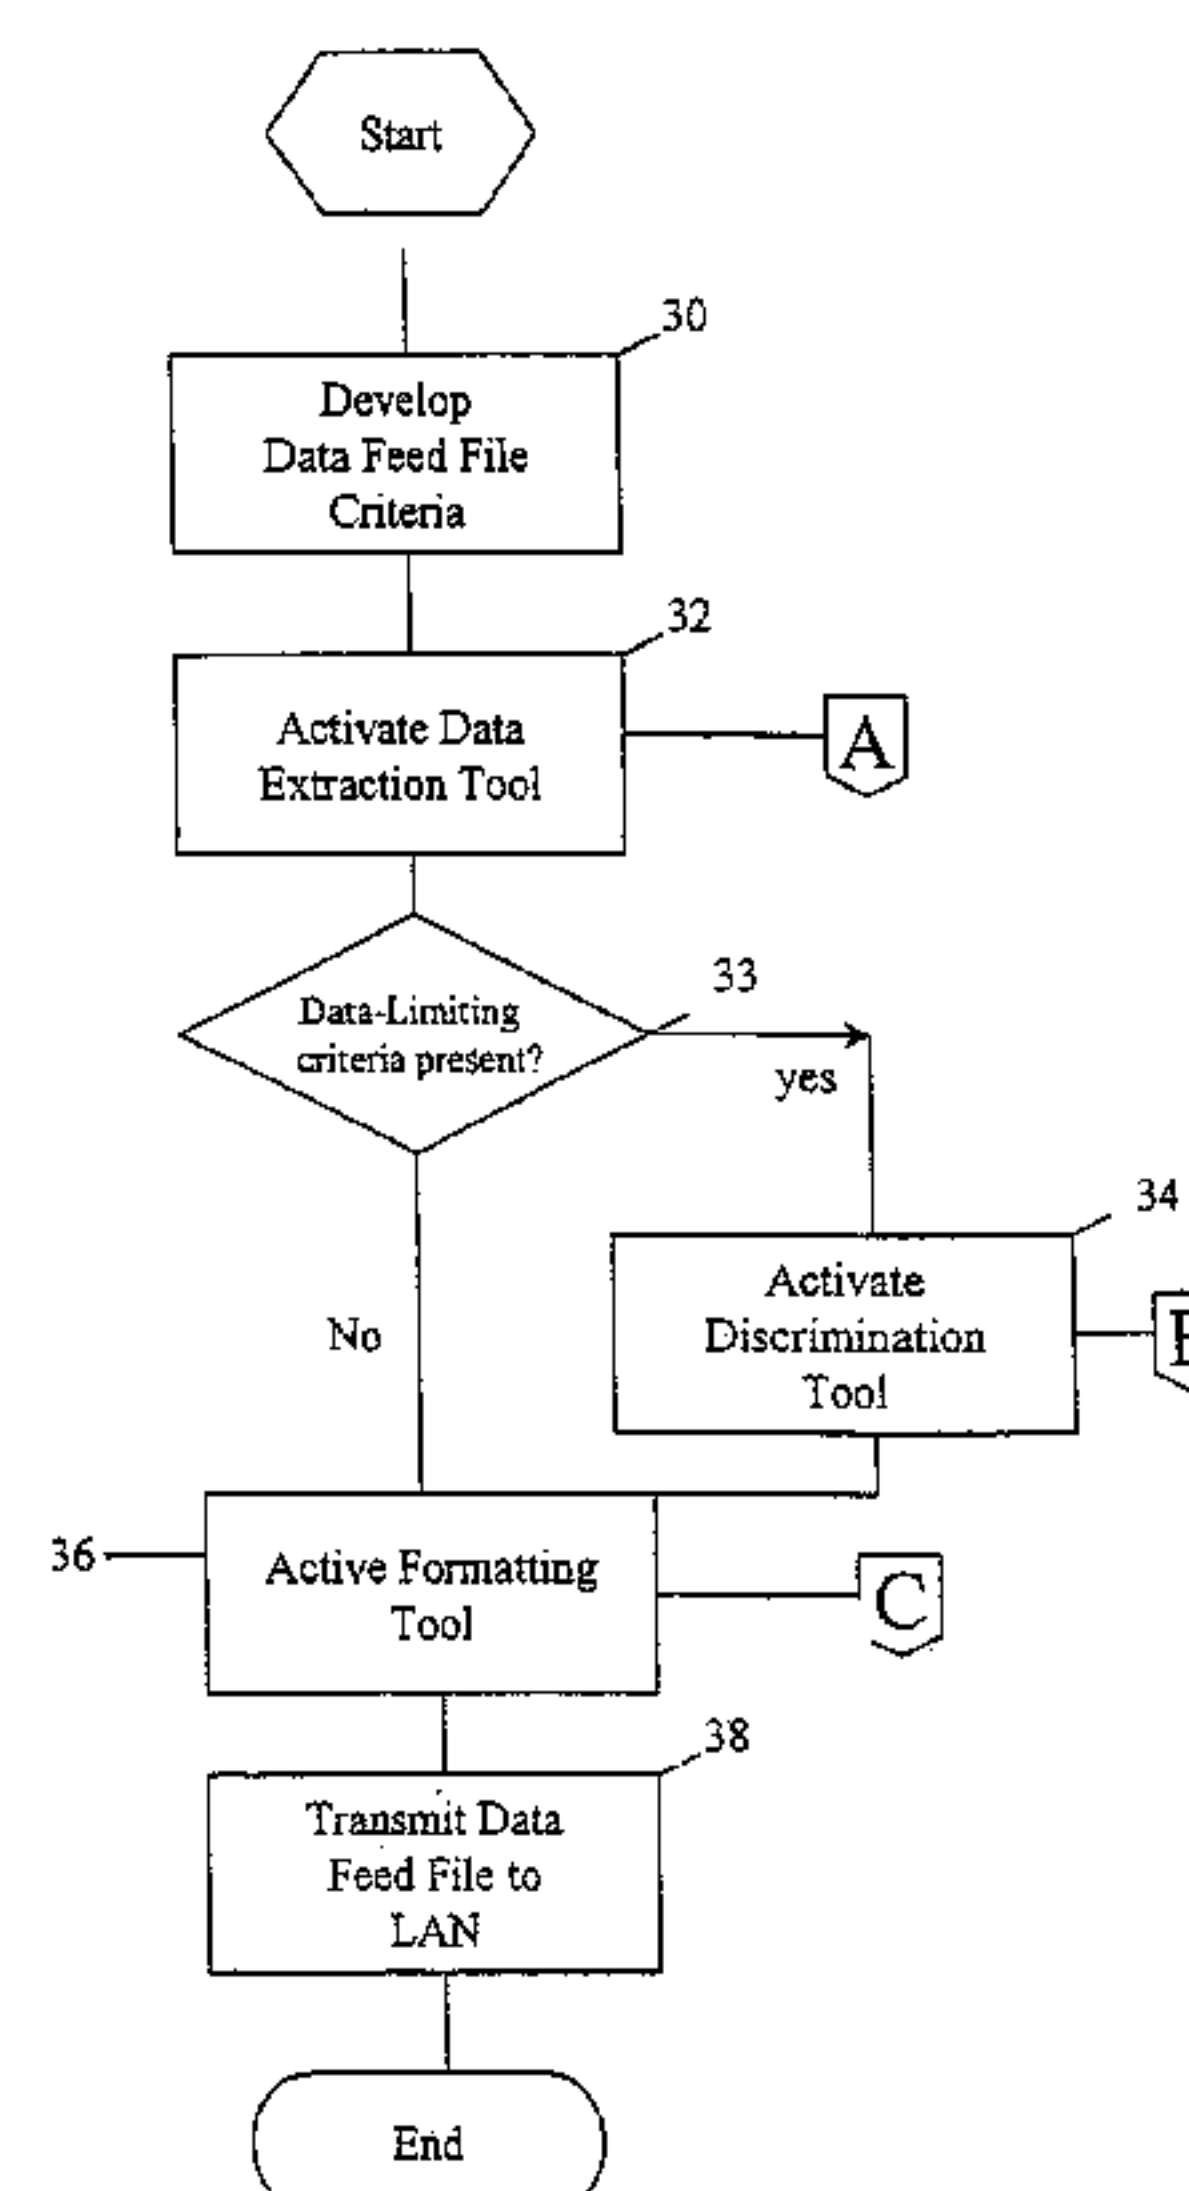 Start
30
Develop
Data Feed File
Criteria
32
Activate Data
Extraction Tool
A
33
Data-Limiting
criteria present?
yes
34
Activate
Discrimination
Tool
No
36
Active Formatting
Tool
C
38
Transmit Data
Feed File to
LAN
End